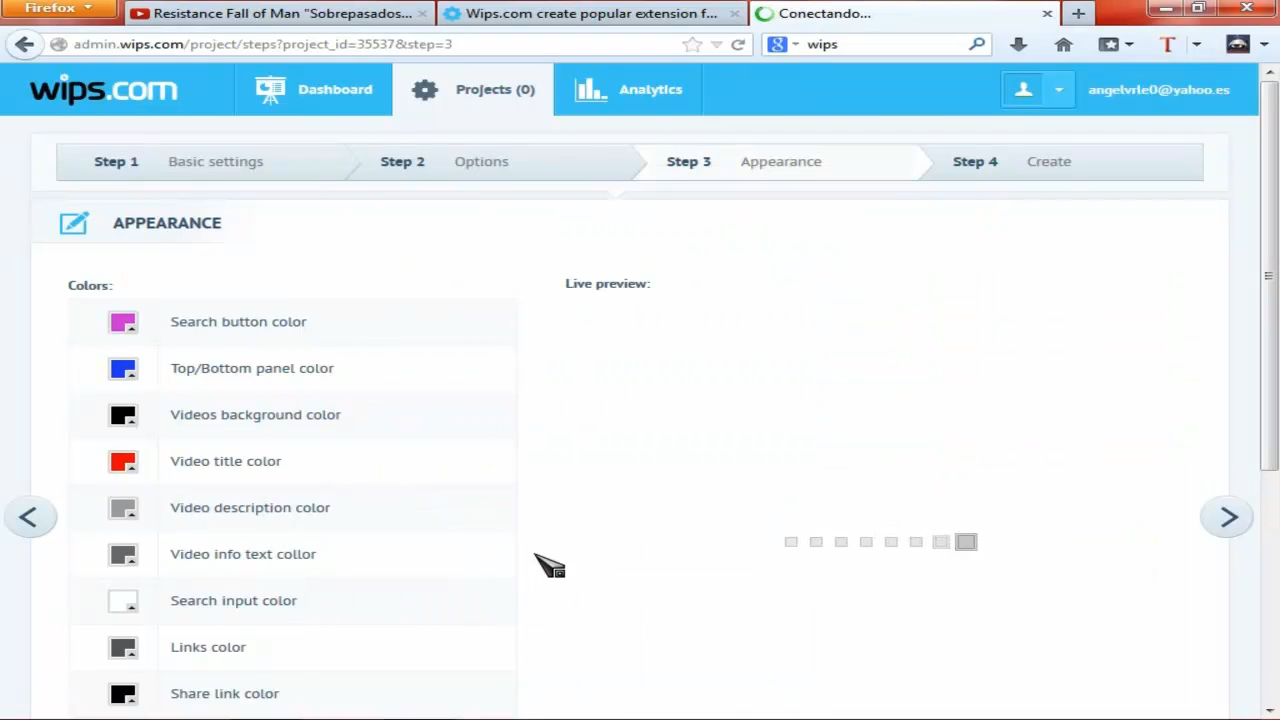 Firefox
Resistance Fall of Man "Sobrepasados...
Wips.com create popular extension f...
Conectando...
admin.wips.com/project/steps?project_id=35537&step=3
wips
wips.com
Dashboard
Projects (0)
Analytics
angelvrle0@yahoo.es
Step 1 Basic settings
Step 2 Options
Step 3 Appearance
Step 4 Create
APPEARANCE
Colors:
Live preview:
Search button color
Top/Bottom panel color
Videos background color
Video title color
Video description color
Video info text collor
Search input color
Links color
Share link color